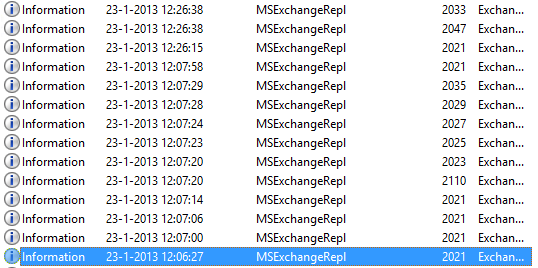 Information 23-1-2013 12:26:38 MSExchangeRepl 2033 Exchan...
Information 23-1-2013 12:26:38 MSExchangeRepl 2047 Exchan...
Information 23-1-2013 12:26:15 MSExchangeRepl 2021 Exchan...
Information 23-1-2013 12:07:58 MSExchangeRepl 2021 Exchan...
Information 23-1-2013 12:07:29 MSExchangeRepl 2035 Exchan...
Information 23-1-2013 12:07:28 MSExchangeRepl 2029 Exchan...
Information 23-1-2013 12:07:24 MSExchangeRepl 2027 Exchan...
Information 23-1-2013 12:07:23 MSExchangeRepl 2025 Exchan...
Information 23-1-2013 12:07:20 MSExchangeRepl 2023 Exchan...
Information 23-1-2013 12:07:20 MSExchangeRepl 2110 Exchan...
Information 23-1-2013 12:07:14 MSExchangeRepl 2021 Exchan...
Information 23-1-2013 12:07:06 MSExchangeRepl 2021 Exchan...
Information 23-1-2013 12:07:00 MSExchangeRepl 2021 Exchan...
Information 23-1-2013 12:06:27 MSExchangeRepl 2021 Exchan...